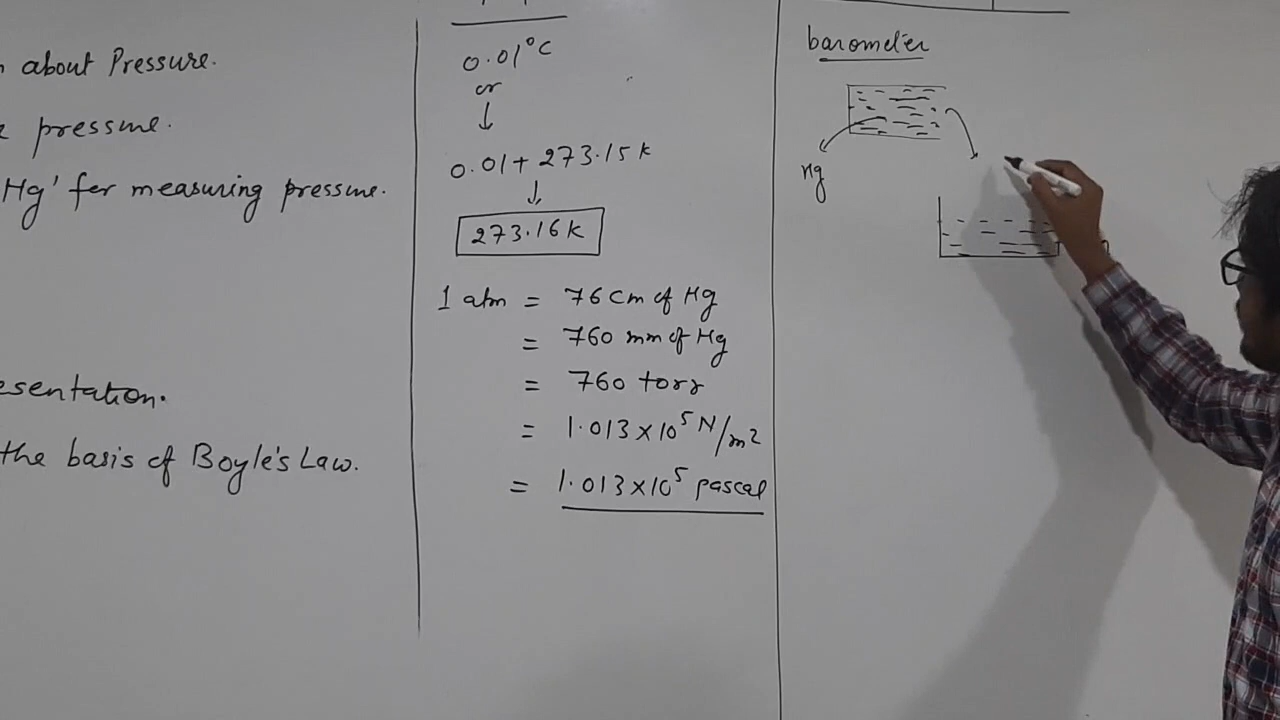 about Pressure.
pressure.
Hg' for measuring pressure.
the basis of Boyle's Law.
0.01°C
or
↓
0.01 + 273.15 k
↓
273.16 k
1 atm = 76 cm of Hg
= 760 mm of Hg
= 760 torr
= 1.013 × 10⁵ N/m²
= 1.013 × 10⁵ pascal
barometer
Hg